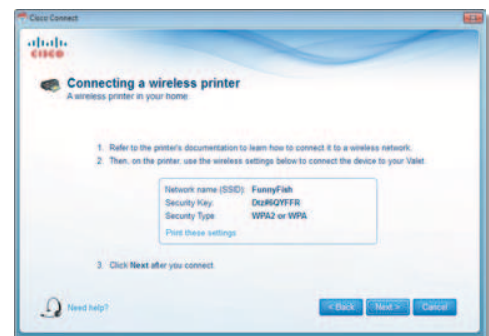 Cisco Connect
CISCO
Connecting a wireless printer
A wireless printer in your home.
1. Refer to the printer's documentation to learn how to connect it to a wireless network.
2. Then, on the printer, use the wireless settings below to connect the device to your Valet.
Network name (SSID): FunnyFish
Security Key:
Security Type: WPA2 or WPA
Print these settings
3. Click Next after you connect.
Need help?
< Back Next > Cancel